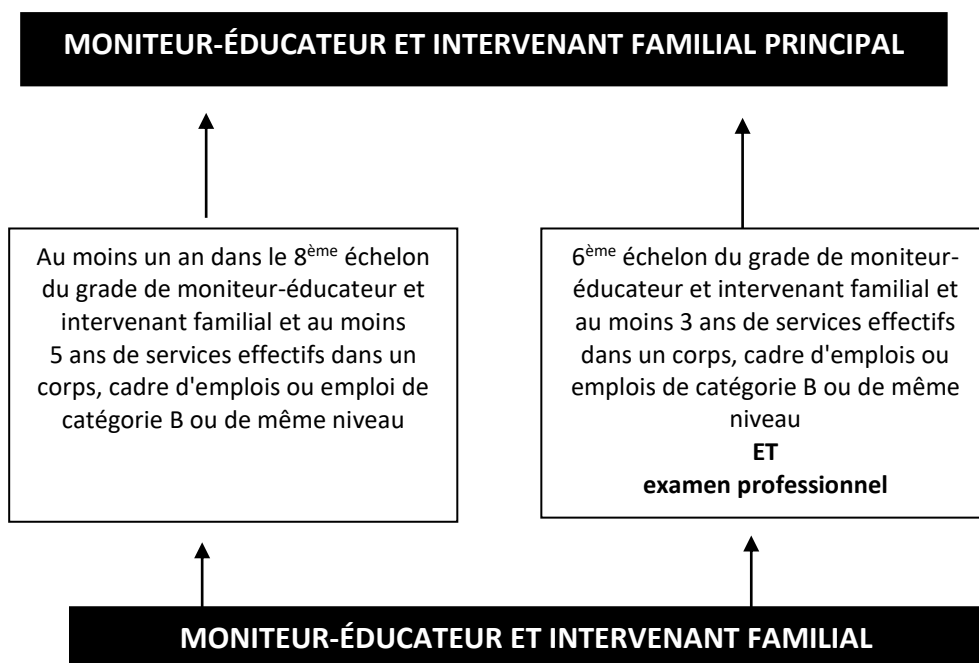 MONITEUR-ÉDUCATEUR ET INTERVENANT FAMILIAL PRINCIPAL
Au moins un an dans le 8ème échelon
du grade de moniteur-éducateur et
intervenant familial et au moins
5 ans de services effectifs dans un
corps, cadre d'emplois ou emploi de
catégorie B ou de même niveau
6ème échelon du grade de moniteur-
éducateur et intervenant familial et
au moins 3 ans de services effectifs
dans un corps, cadre d'emplois ou
emplois de catégorie B ou de même
niveau
ET
examen professionnel
MONITEUR-ÉDUCATEUR ET INTERVENANT FAMILIAL